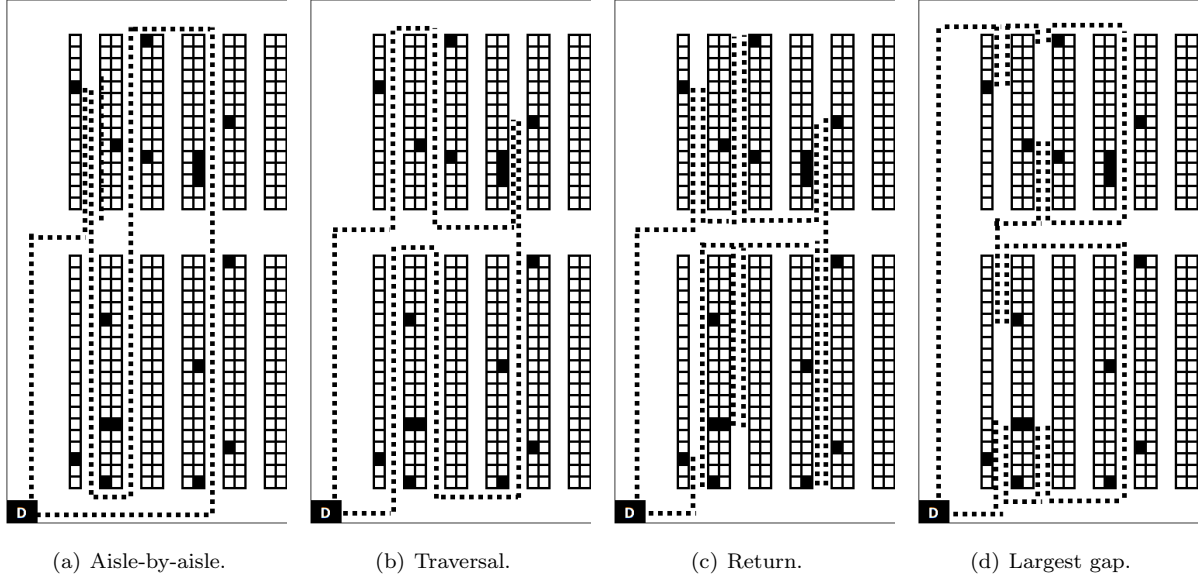 D D D D
(a) Aisle-by-aisle. (b) Traversal. (c) Return. (d) Largest gap.